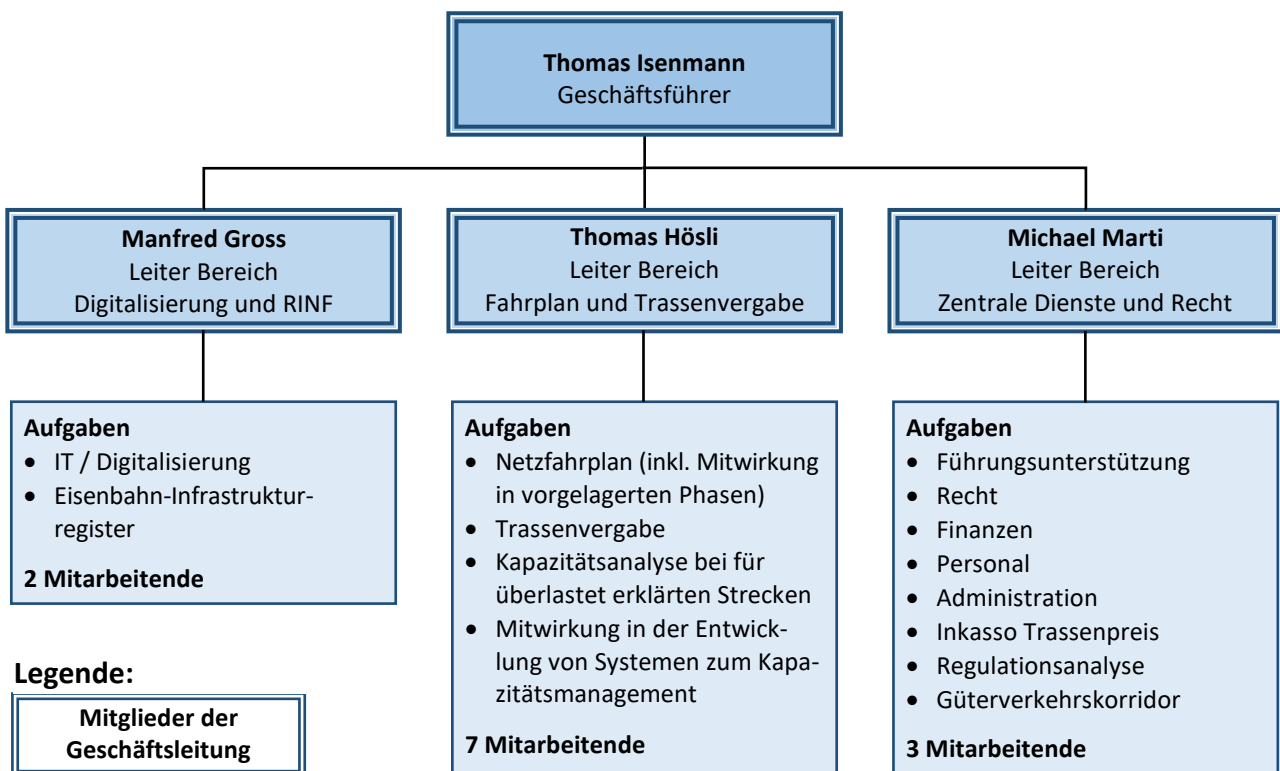 Thomas Isenmann
Geschäftsführer
Manfred Gross
Leiter Bereich
Digitalisierung und RINF
Thomas Hösli
Leiter Bereich
Fahrplan und Trassenvergabe
Michael Marti
Leiter Bereich
Zentrale Dienste und Recht
Aufgaben
• IT / Digitalisierung
• Eisenbahn-Infrastruktur-
register
2 Mitarbeitende
Aufgaben
• Netzfahrplan (inkl. Mitwirkung
in vorgelagerten Phasen)
• Trassenvergabe
• Kapazitätsanalyse bei für
überlastet erklärten Strecken
• Mitwirkung in der Entwick-
lung von Systemen zum Kapa-
zitätsmanagement
7 Mitarbeitende
Aufgaben
• Führungsunterstützung
• Recht
• Finanzen
• Personal
• Administration
• Inkasso Trassenpreis
• Regulationsanalyse
• Güterverkehrskorridor
3 Mitarbeitende
Legende:
Mitglieder der
Geschäftsleitung